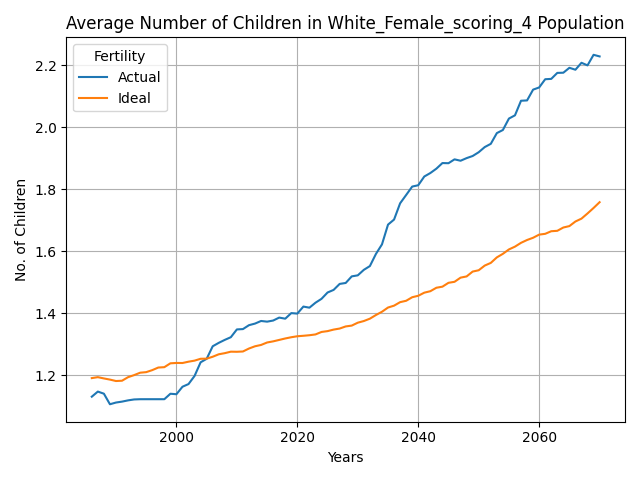 Average Number of Children in White_Female_scoring_4 Population
Fertility
Actual
Ideal
No. of Children
2.2
2.0
1.8
1.6
1.4
1.2
2000 2020 2040 2060
Years